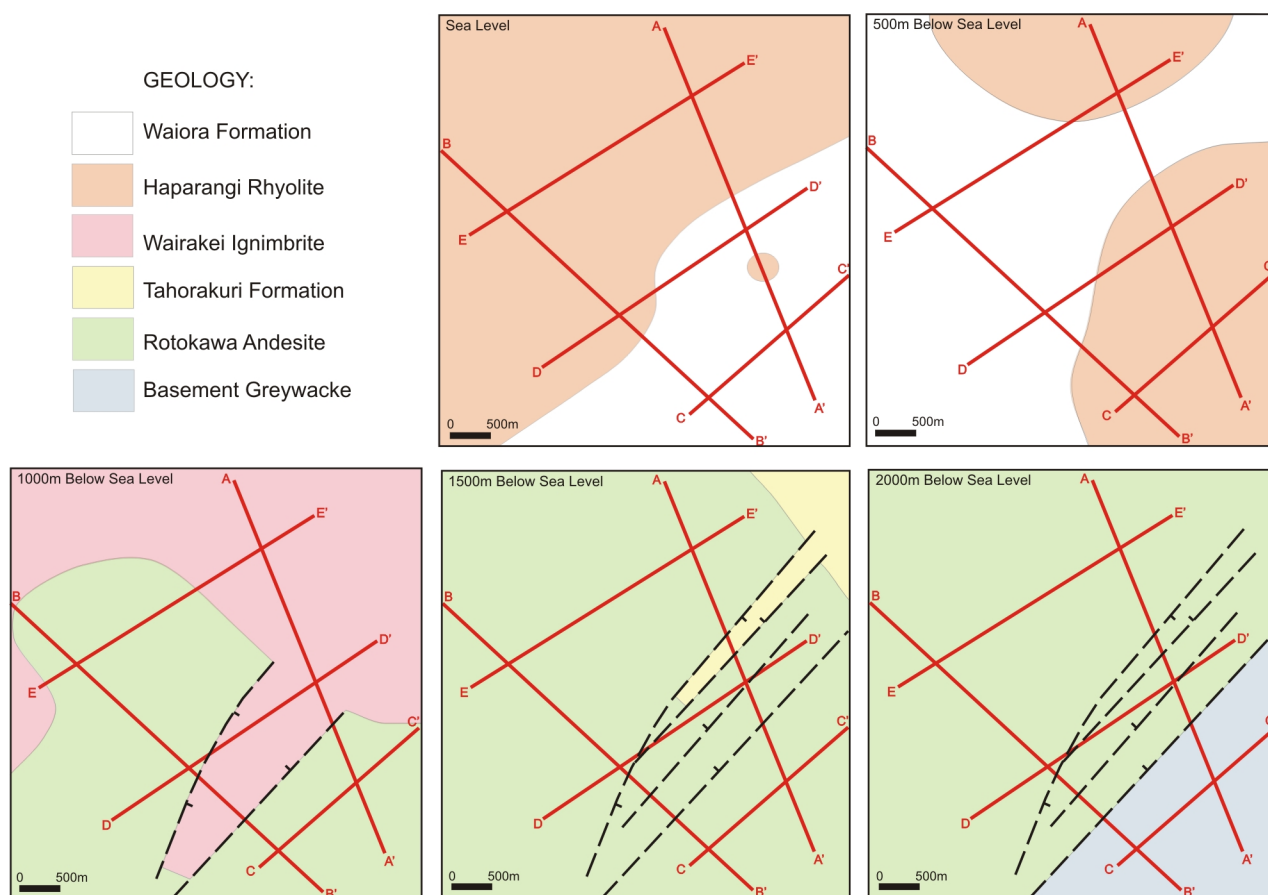 GEOLOGY:
Waiora Formation
Haparangi Rhyolite
Wairakei Ignimbrite
Tahorakuri Formation
Rotokawa Andesite
Basement Greywacke
Sea Level
A
E'
B
D'
E
C'
D
C
A'
B'
0 500m
500m Below Sea Level
A
E'
B
D'
E
C
D
C
A'
B'
0 500m
1000m Below Sea Level
A
E'
B
D'
E
C'
D
C
A'
B'
0 500m
1500m Below Sea Level
A
E'
B
D'
E
C'
D
C
A'
B'
0 500m
2000m Below Sea Level
A
E'
B
D'
E
C
D
C
A'
B'
0 500m